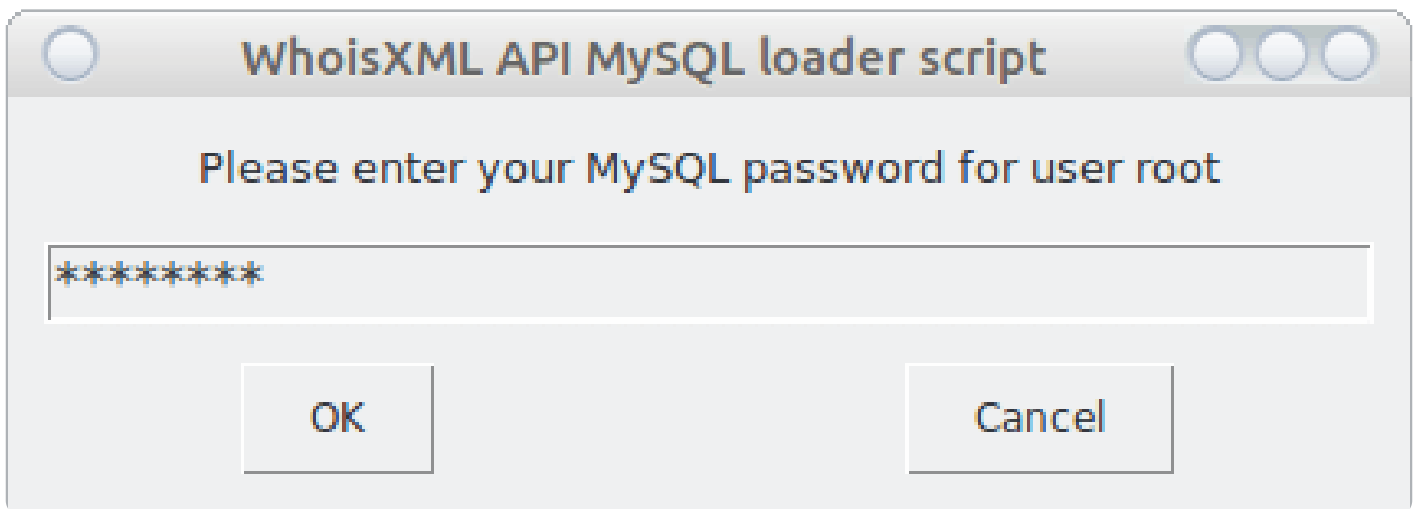 WhoisXML API MySQL loader script
Please enter your MySQL password for user root
********
OK
Cancel